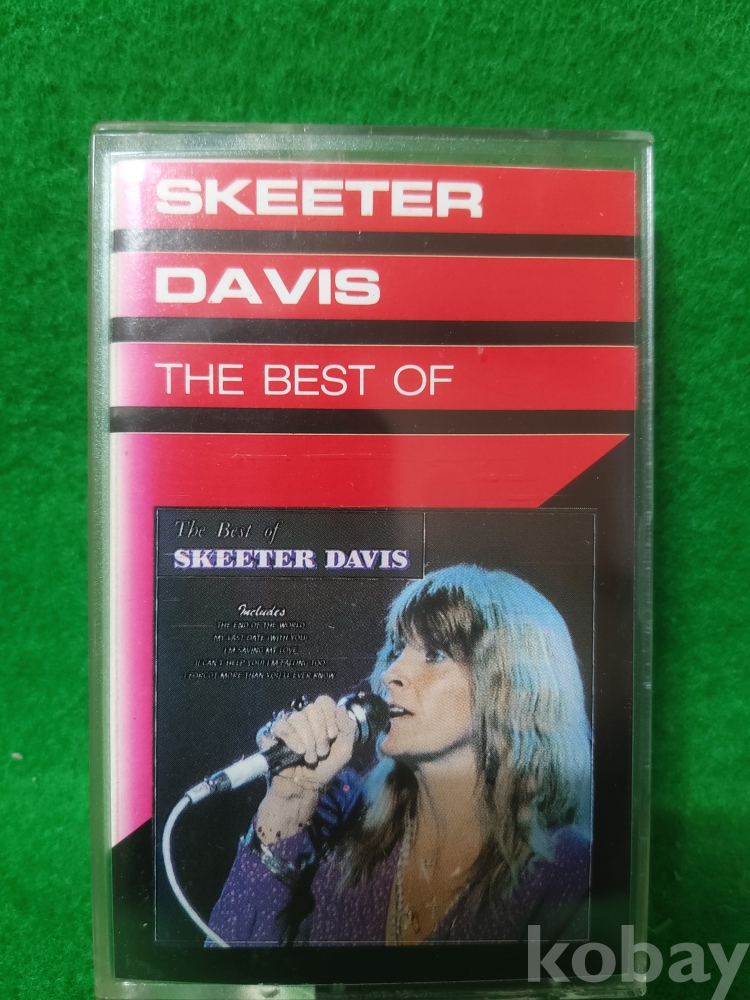 SKEETER
DAVIS
THE BEST OF
The Best of
SKEETER DAVIS
Includes
THE END OF THE WORLD
MY LAST DATE (WITH YOU)
I'M SAVING MY LOVE
(I CAN'T HELP YOU) I'M FALLING TOO
I FORGOT MORE THAN YOU'LL EVER KNOW
kobay